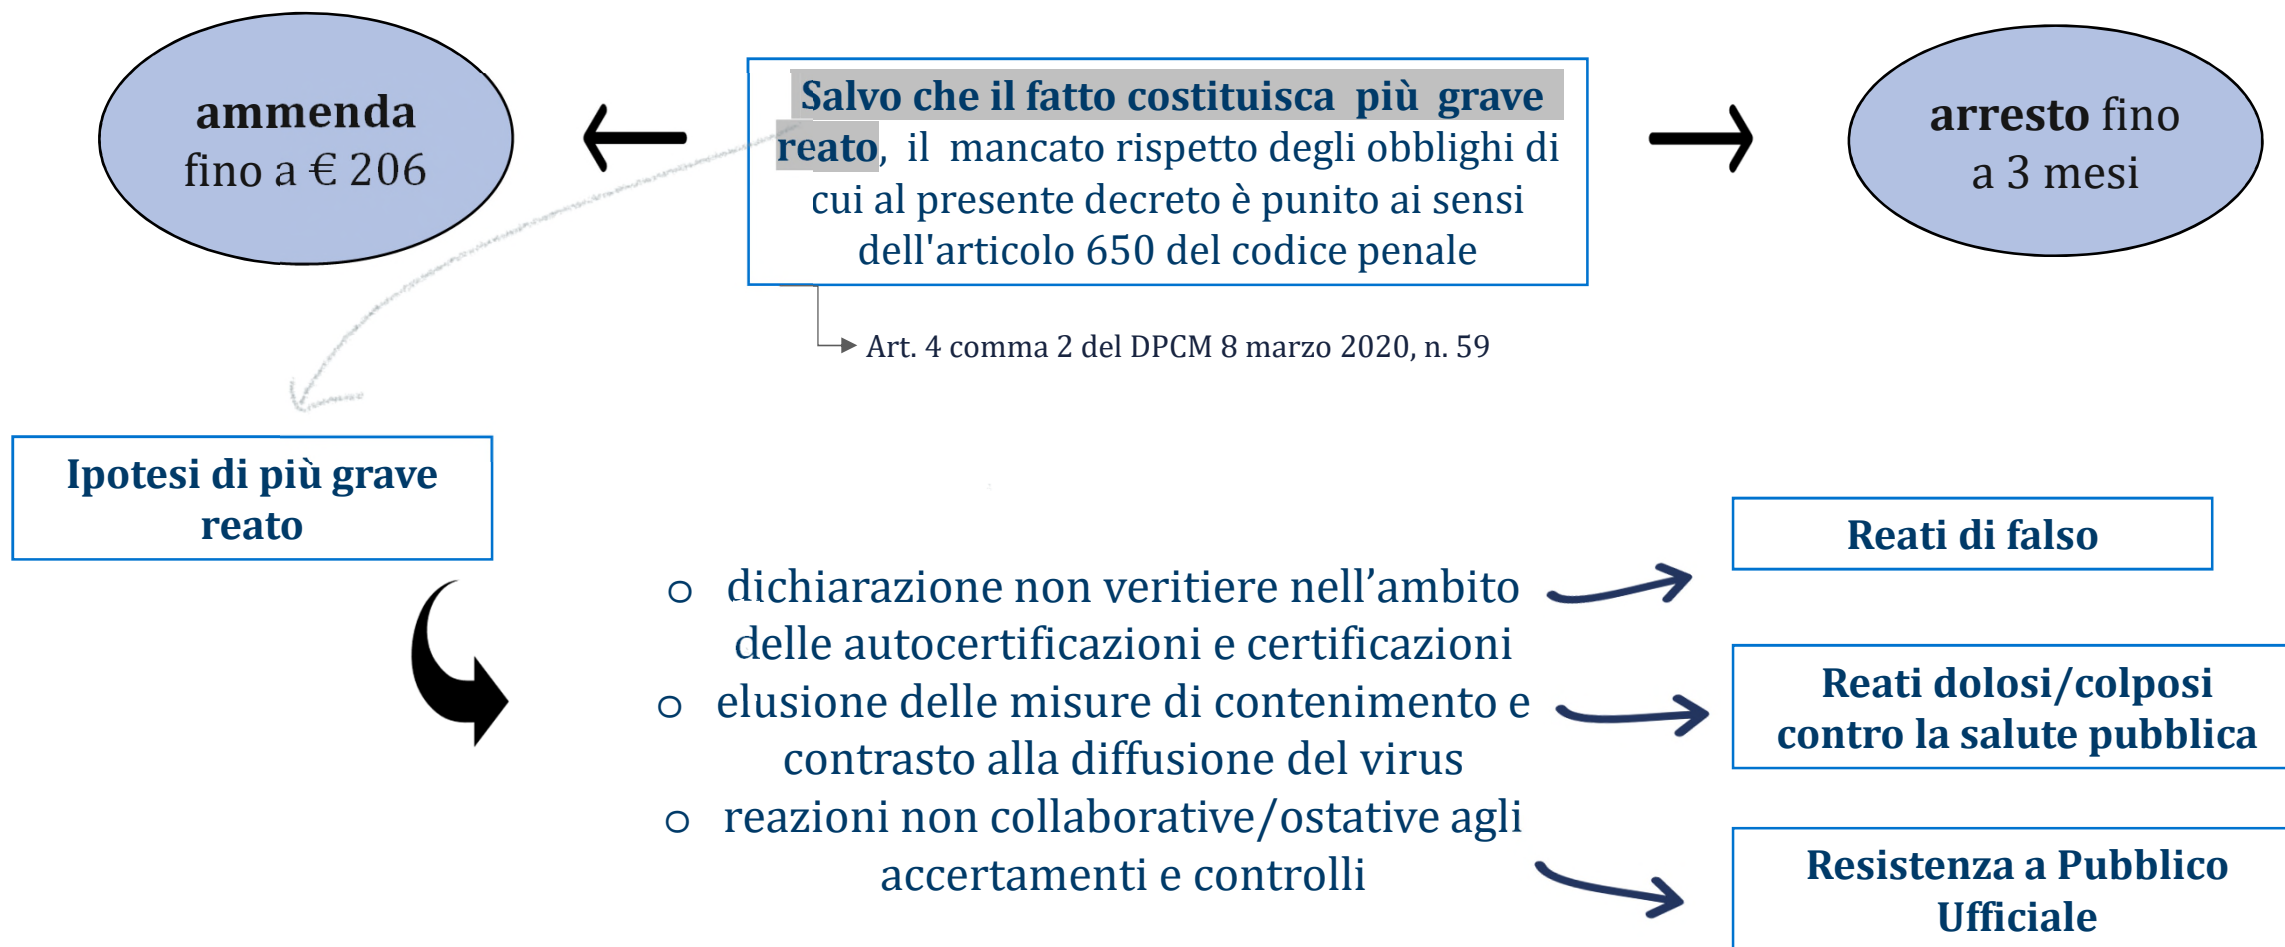 ammenda
fino a € 206
Salvo che il fatto costituisca più grave
reato, il mancato rispetto degli obblighi di
cui al presente decreto è punito ai sensi
dell'articolo 650 del codice penale
arresto fino
a 3 mesi
Art. 4 comma 2 del DPCM 8 marzo 2020, n. 59
Ipotesi di più grave
reato
o dichiarazione non veritiere nell’ambito
delle autocertificazioni e certificazioni
o elusione delle misure di contenimento e
contrasto alla diffusione del virus
o reazioni non collaborative/ostative agli
accertamenti e controlli
Reati di falso
Reati dolosi/colposi
contro la salute pubblica
Resistenza a Pubblico
Ufficiale